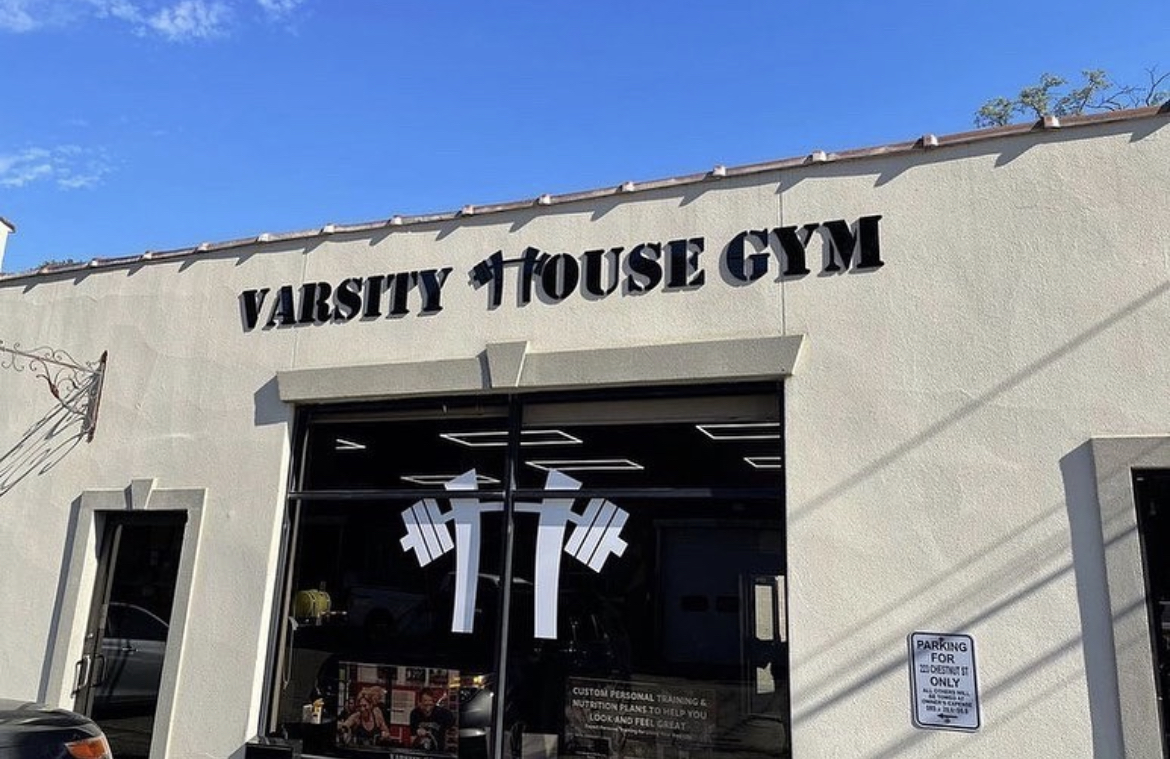 VARSITY HOUSE GYM
CUSTOM PERSONAL TRAINING &
NUTRITION PLANS TO HELP YOU
LOOK AND FEEL GREAT.
PARKING
FOR
223 CHESTNUT ST
ONLY
ALL OTHERS WILL
BE TOWED AT
OWNER'S EXPENSE